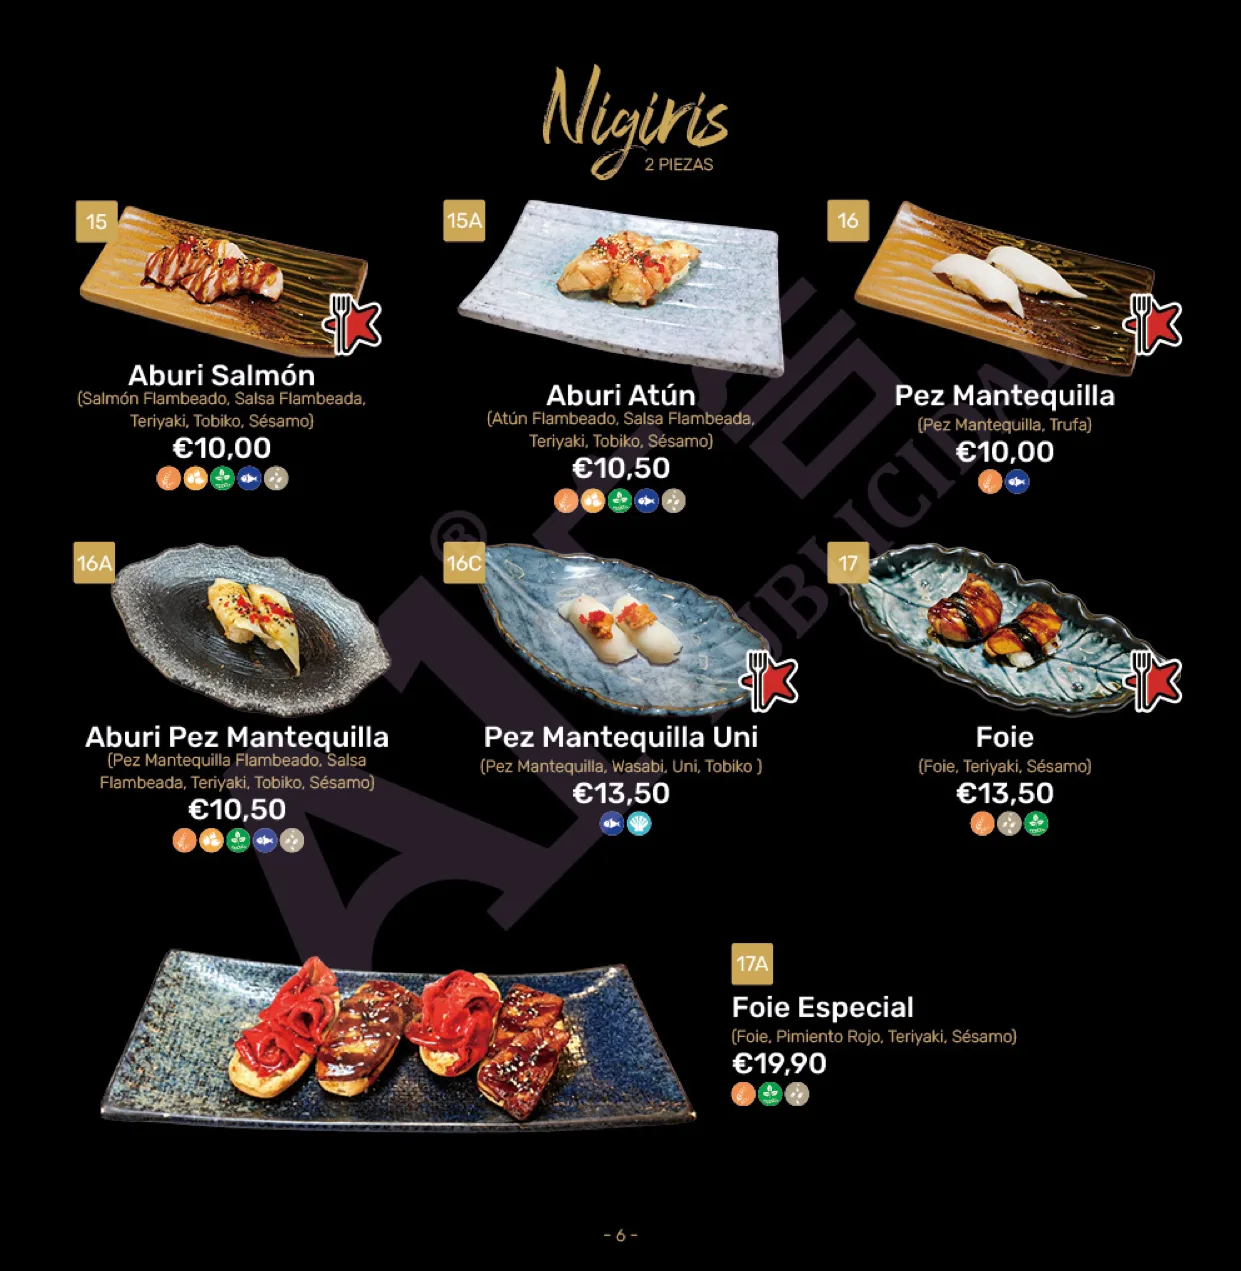 Nigiris
2 PIEZAS
15
Aburi Salmón
(Salmón Flambeado, Salsa Flambeada,
Teriyaki, Tobiko, Sésamo)
€10,00
15A
Aburi Atún
(Atún Flambeado, Salsa Flambeada,
Teriyaki, Tobiko, Sésamo)
€10,50
16
Pez Mantequilla
(Pez Mantequilla, Trufa)
€10,00
16A
Aburi Pez Mantequilla
(Pez Mantequilla Flambeado, Salsa
Flambeada, Teriyaki, Tobiko, Sésamo)
€10,50
16C
Pez Mantequilla Uni
(Pez Mantequilla, Wasabi, Uni, Tobiko )
€13,50
17
Foie
(Foie, Teriyaki, Sésamo)
€13,50
17A
Foie Especial
(Foie, Pimiento Rojo, Teriyaki, Sésamo)
€19,90
®
- 6 -